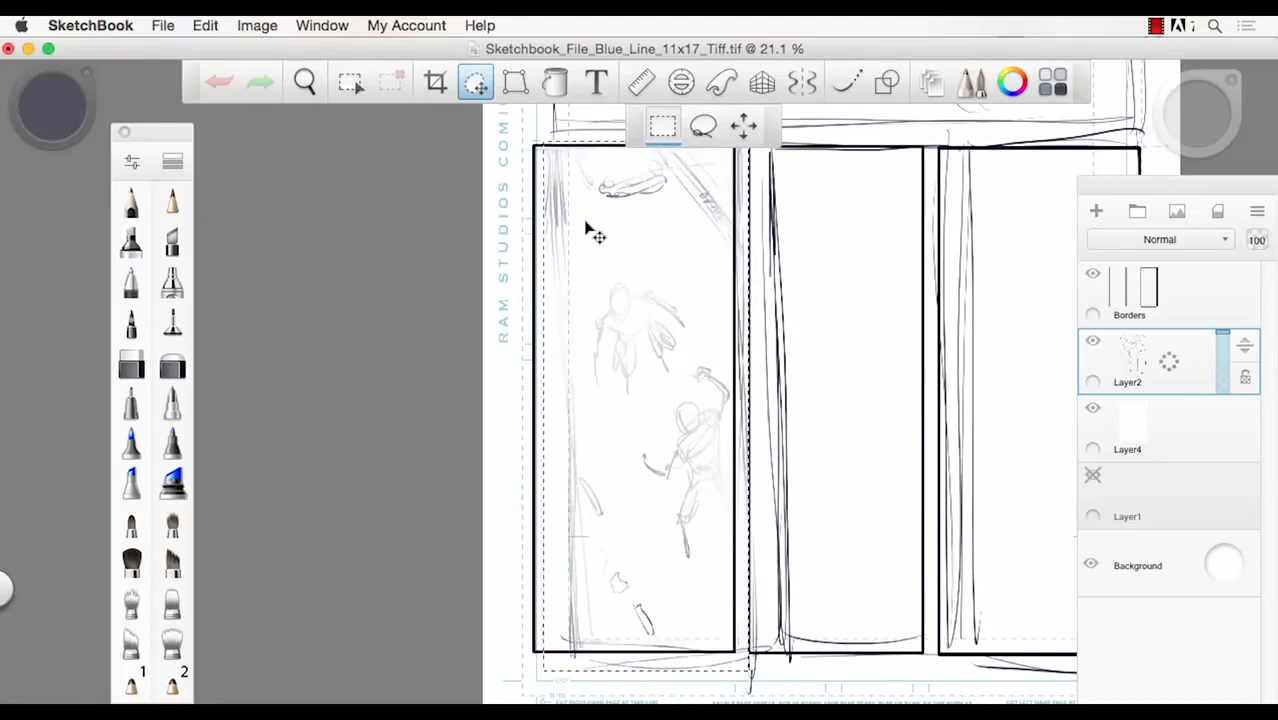 SketchBook File Edit Image Window My Account Help
Sketchbook_File_Blue_Line_11x17_Tiff.tif @ 21.1 %
T
RAM STUDIOS COMI
Normal
100
Borders
Layer2
Layer4
Layer1
Background
1 2